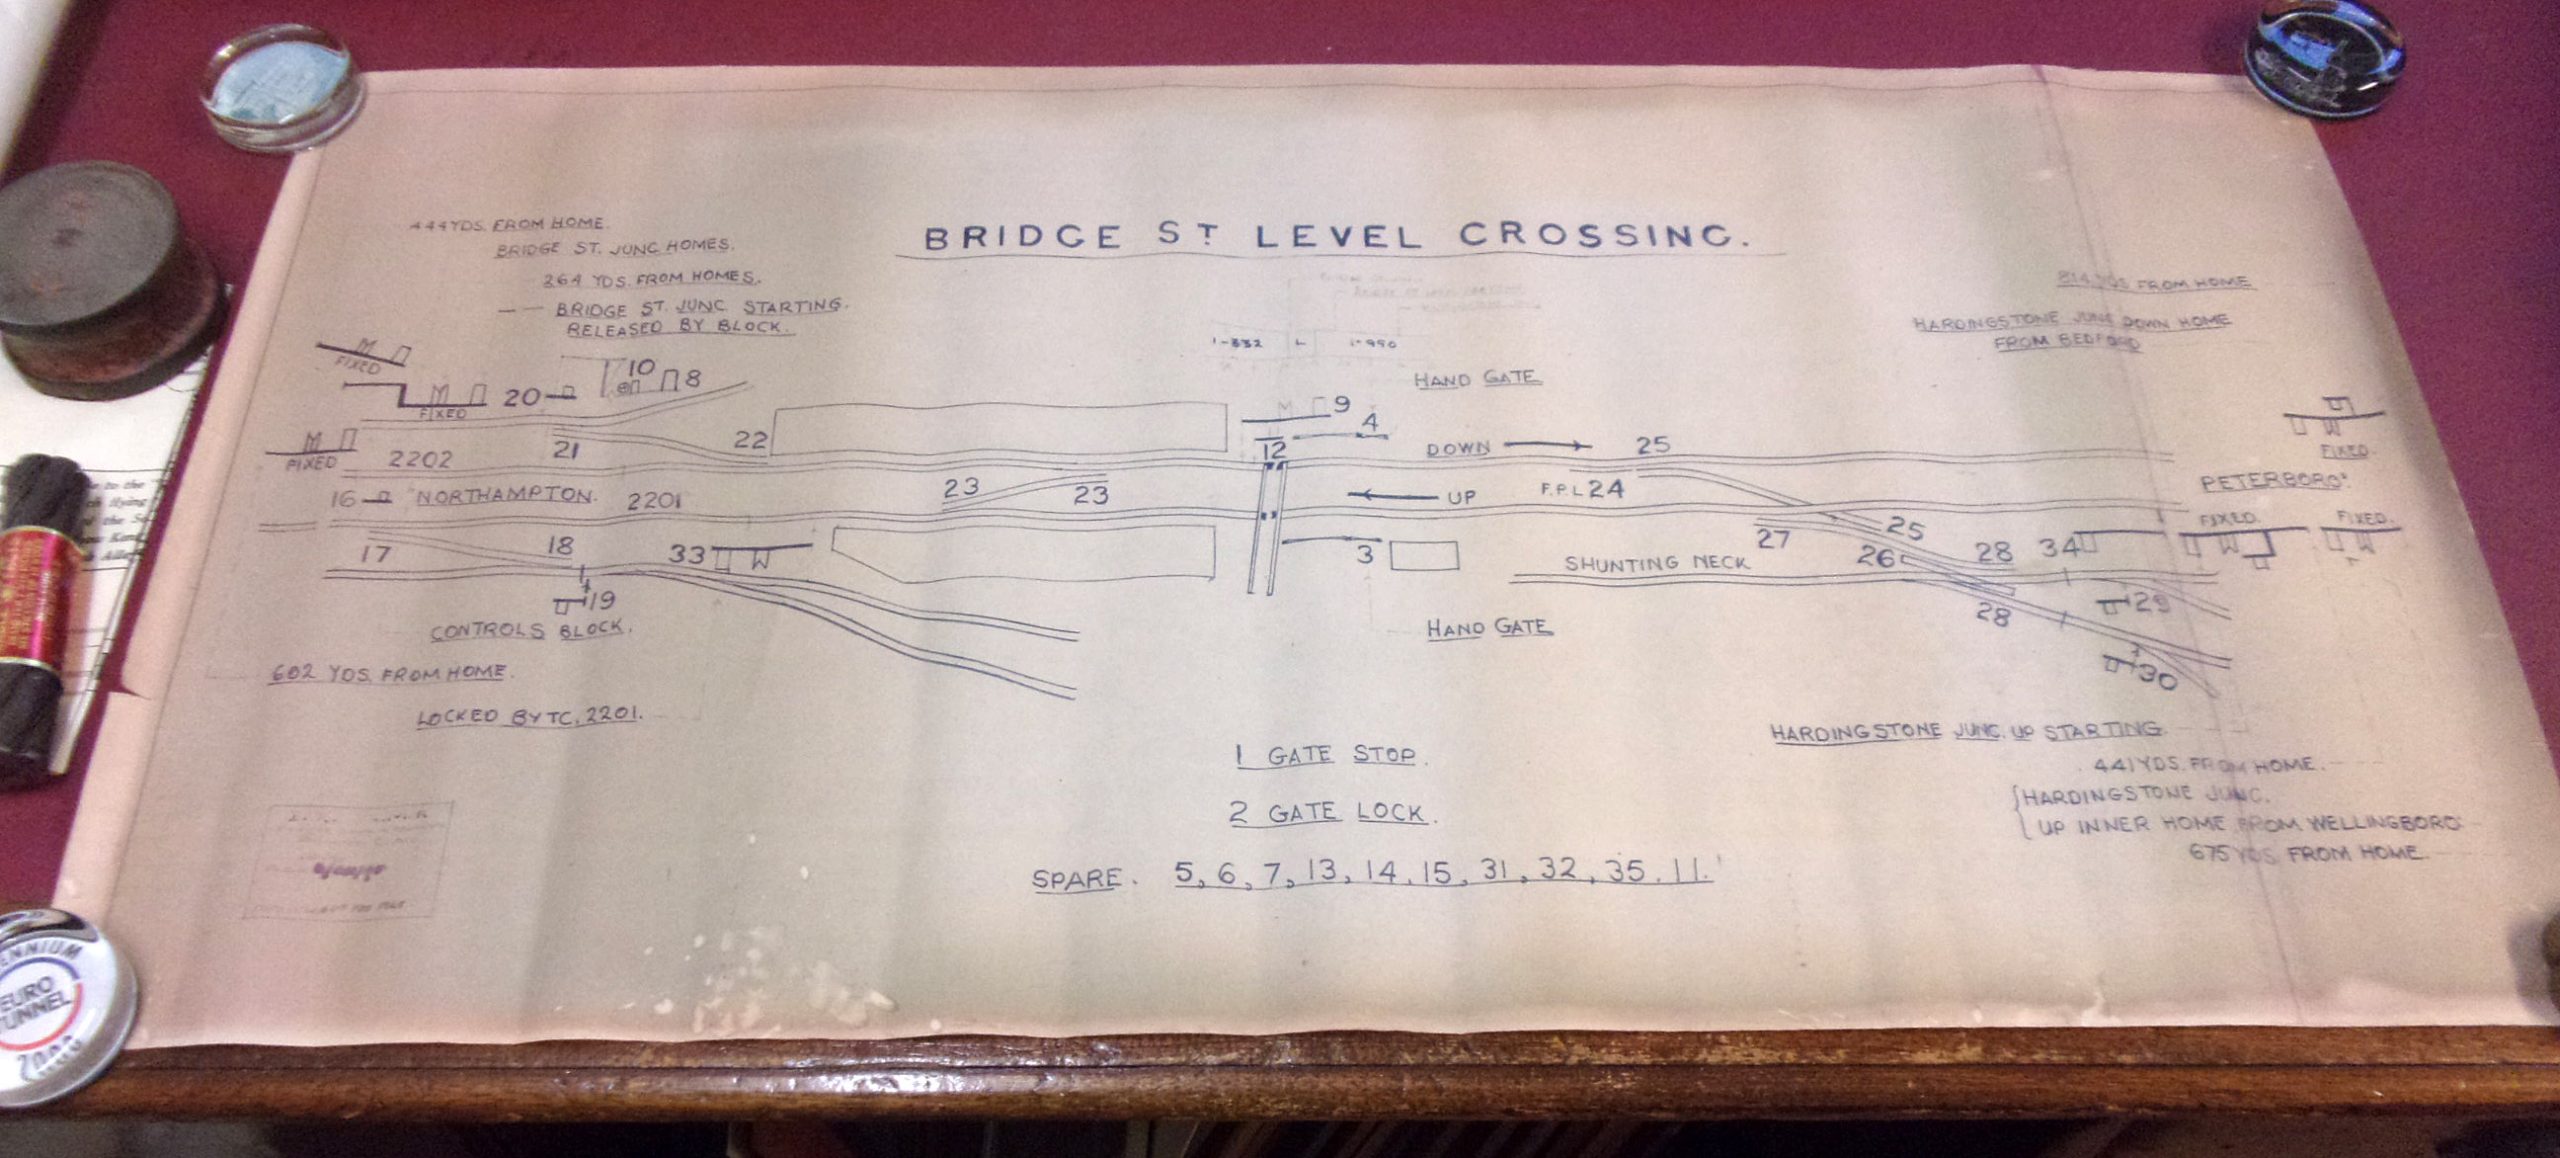 BRIDGE ST LEVEL CROSSING.
444 YDS. FROM HOME.
BRIDGE ST. JUNC HOMES.
264 YDS. FROM HOMES.
BRIDGE ST. JUNC. STARTING.
RELEASED BY BLOCK.
814 YDS FROM HOME
HARDINGSTONE JUNC DOWN HOME
FROM BEDFORD
1-332 L 1-990
HAND GATE
FIXED
FIXED
20
10
8
9
4
12
FIXED
2202
21
22
DOWN
25
FIXED
16
NORTHAMPTON.
2201
23
23
UP
F.P.L 24
PETERBORO'
17
18
33
3
27
25
26
28
34
FIXED.
FIXED.
SHUNTING NECK
19
28
29
30
CONTROLS BLOCK.
HAND GATE
602 YDS. FROM HOME.
LOCKED BY TC. 2201.
1 GATE STOP.
2 GATE LOCK.
SPARE. 5, 6, 7, 13, 14, 15, 31, 32, 35. 11.
HARDINGSTONE JUNC. UP STARTING
441 YDS. FROM HOME.
HARDINGSTONE JUNC.
UP INNER HOME FROM WELLINGBORO'
675 YDS FROM HOME.
EURO
TUNNEL